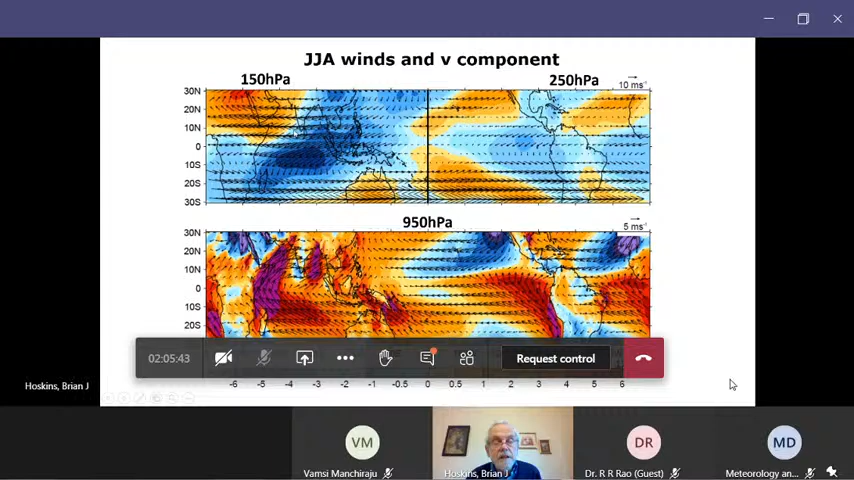 JJA winds and v component
150hPa
250hPa
10 ms⁻¹
30N
20N
10N
0
10S
20S
30S
950hPa
5 ms⁻¹
30N
20N
10N
0
10S
20S
02:05:43
Request control
-6 -5 -4 -3 -2 -1 -0.5 0 0.5 1 2 3 4 5 6
Hoskins, Brian J
VM
DR
MD
Vamsi Manchiraju
Hoskins, Brian J
Dr. R R Rao (Guest)
Meteorology an...